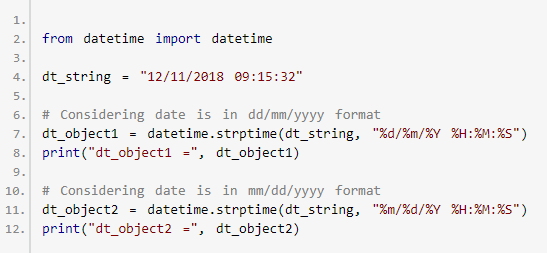 1.
2. from datetime import datetime
3.
4. dt_string = "12/11/2018 09:15:32"
5.
6. # Considering date is in dd/mm/yyyy format
7. dt_object1 = datetime.strptime(dt_string, "%d/%m/%Y %H:%M:%S")
8. print("dt_object1 =", dt_object1)
9.
10. # Considering date is in mm/dd/yyyy format
11. dt_object2 = datetime.strptime(dt_string, "%m/%d/%Y %H:%M:%S")
12. print("dt_object2 =", dt_object2)